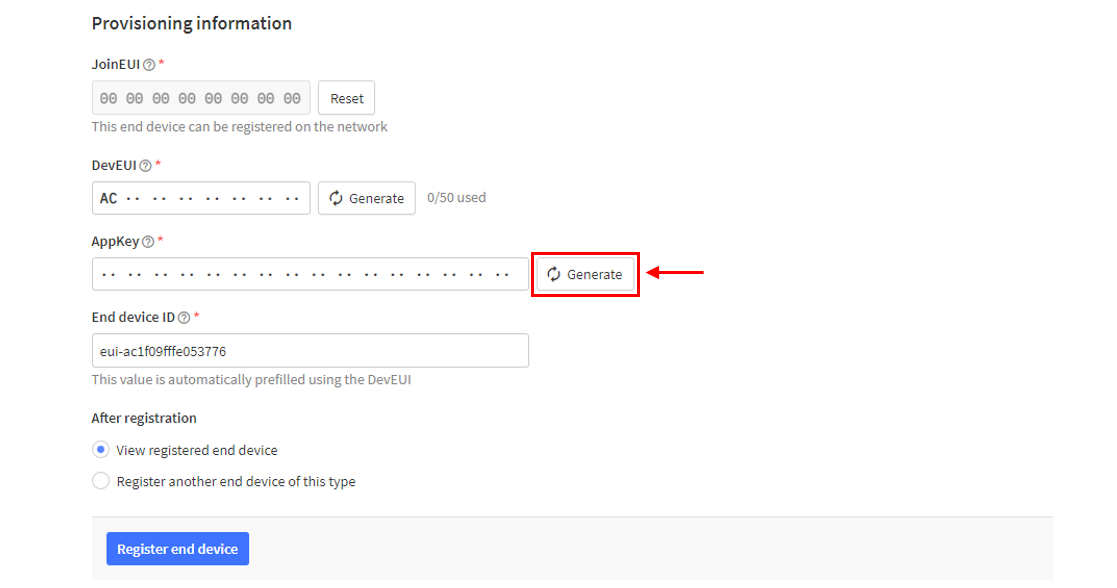 Provisioning information
JoinEUI *
00 00 00 00 00 00 00 00 Reset
This end device can be registered on the network
DevEUI *
AC ·· ·· ·· ·· ·· ·· ·· Generate 0/50 used
AppKey *
·· ·· ·· ·· ·· ·· ·· ·· ·· ·· ·· ·· ·· ·· ·· ·· Generate
End device ID *
eui-ac1f09fffe053776
This value is automatically prefilled using the DevEUI
After registration
View registered end device
Register another end device of this type
Register end device